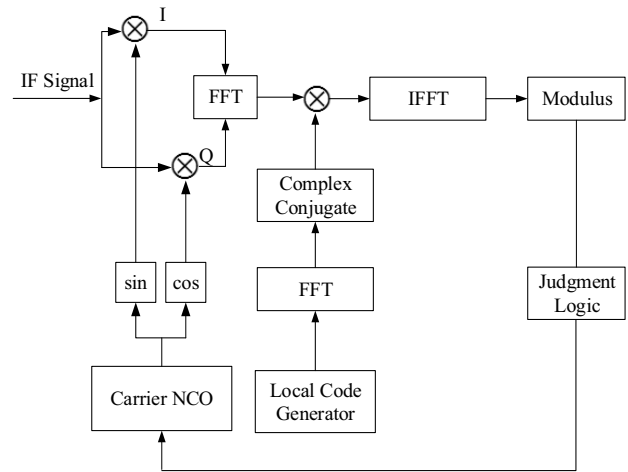 I
IF Signal
FFT
IFFT
Modulus
Q
Complex
Conjugate
sin
cos
FFT
Judgment
Logic
Carrier NCO
Local Code
Generator